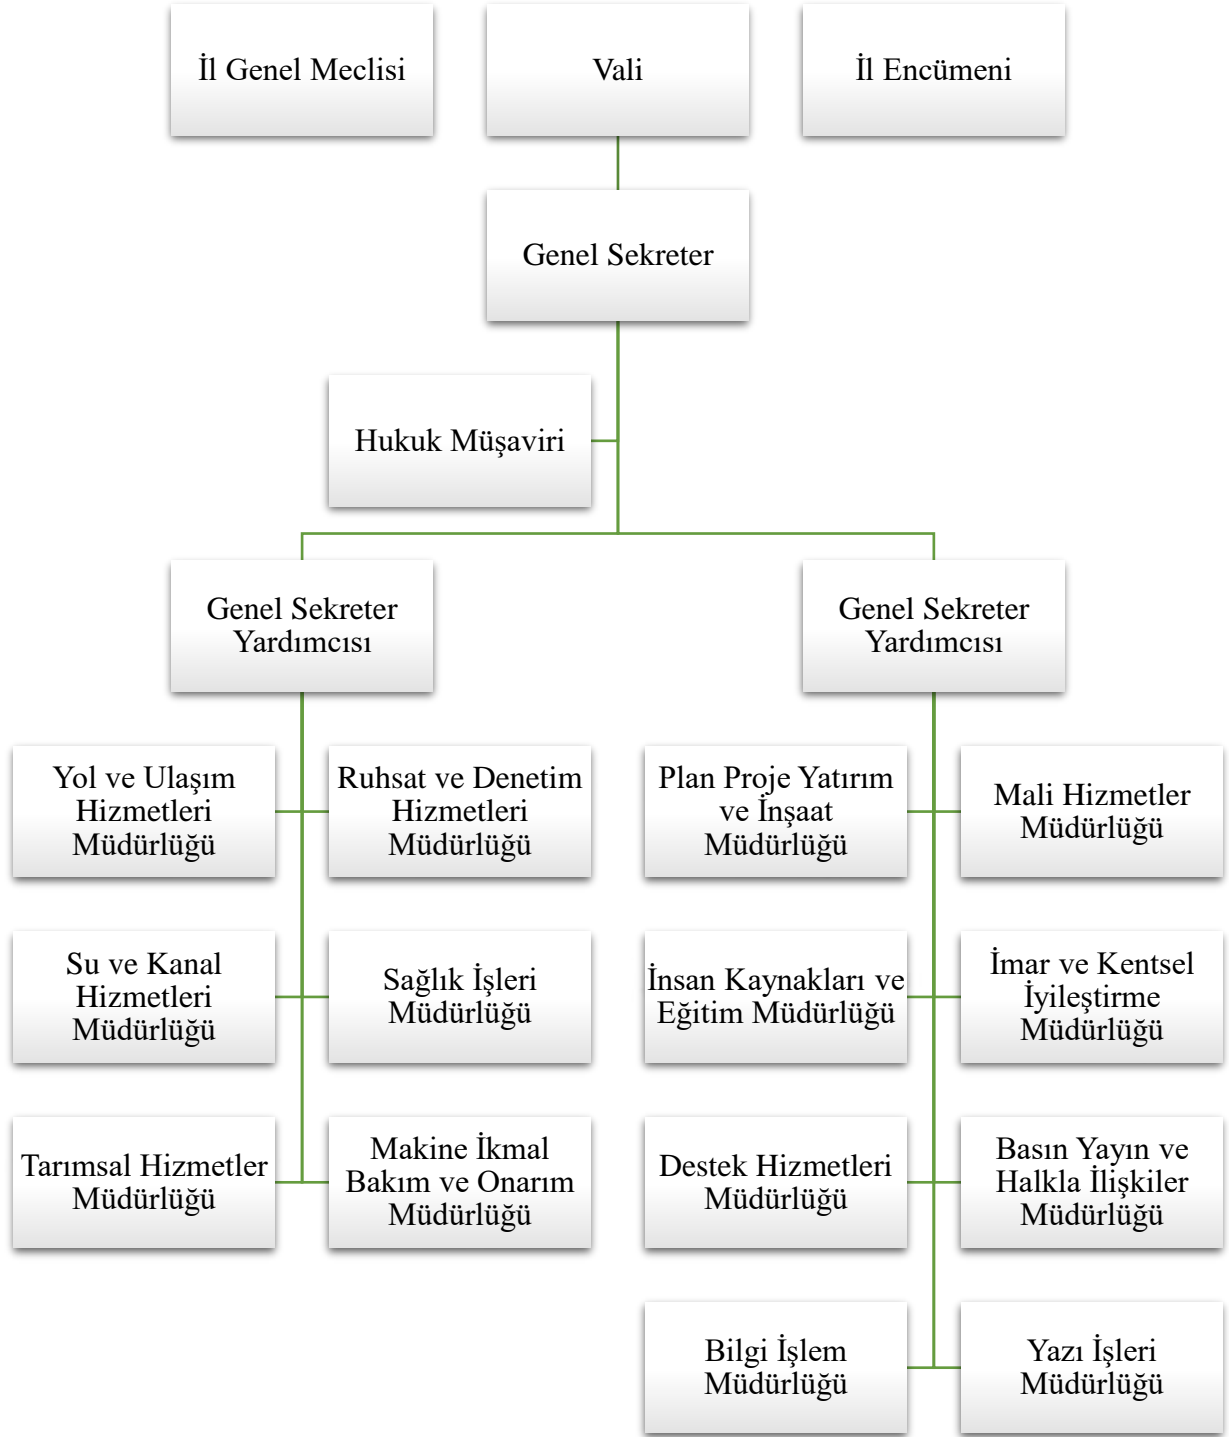 İl Genel Meclisi
Vali
İl Encümeni
Genel Sekreter
Hukuk Müşaviri
Genel Sekreter
Yardımcısı
Genel Sekreter
Yardımcısı
Yol ve Ulaşım
Hizmetleri
Müdürlüğü
Ruhsat ve Denetim
Hizmetleri
Müdürlüğü
Plan Proje Yatırım
ve İnşaat
Müdürlüğü
Mali Hizmetler
Müdürlüğü
Su ve Kanal
Hizmetleri
Müdürlüğü
Sağlık İşleri
Müdürlüğü
İnsan Kaynakları ve
Eğitim Müdürlüğü
İmar ve Kentsel
İyileştirme
Müdürlüğü
Tarımsal Hizmetler
Müdürlüğü
Makine İkmal
Bakım ve Onarım
Müdürlüğü
Destek Hizmetleri
Müdürlüğü
Basın Yayın ve
Halkla İlişkiler
Müdürlüğü
Bilgi İşlem
Müdürlüğü
Yazı İşleri
Müdürlüğü